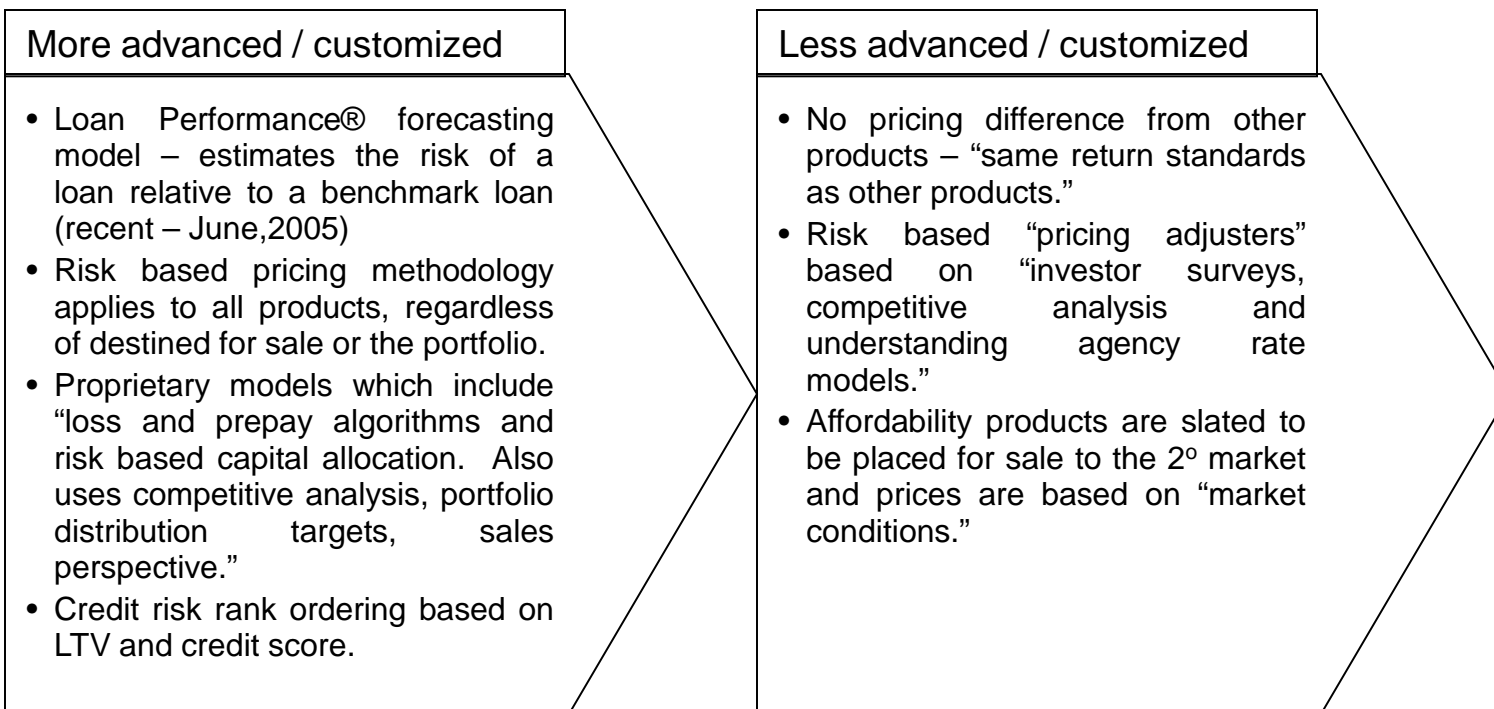 More advanced / customized
• Loan Performance® forecasting
model – estimates the risk of a
loan relative to a benchmark loan
(recent – June,2005)
• Risk based pricing methodology
applies to all products, regardless
of destined for sale or the portfolio.
• Proprietary models which include
“loss and prepay algorithms and
risk based capital allocation. Also
uses competitive analysis, portfolio
distribution targets, sales
perspective.”
• Credit risk rank ordering based on
LTV and credit score.
Less advanced / customized
• No pricing difference from other
products – “same return standards
as other products.”
• Risk based “pricing adjusters”
based on “investor surveys,
competitive analysis and
understanding agency rate
models.”
• Affordability products are slated to
be placed for sale to the 2º market
and prices are based on “market
conditions.”